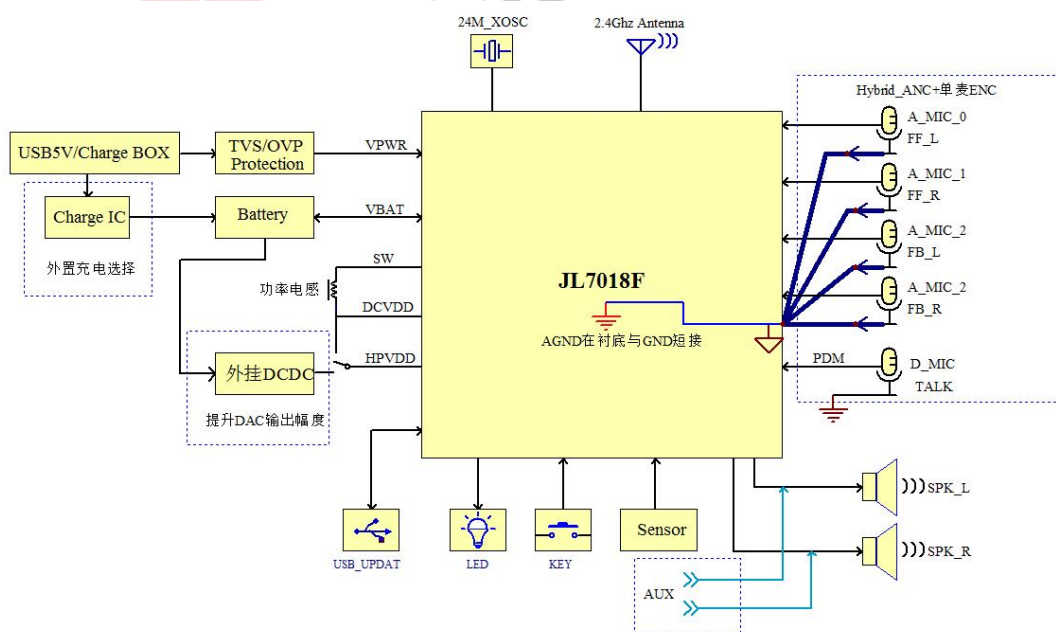 24M_XOSC
2.4Ghz Antenna
Hybrid_ANC+单麦ENC
A_MIC_0
FF_L
USB5V/Charge BOX
TVS/OVP
Protection
VPWR
A_MIC_1
FF_R
Charge IC
Battery
VBAT
A_MIC_2
FB_L
外置充电选择
SW
功率电感
JL7018F
A_MIC_2
FB_R
DCVDD
AGND在衬底与GND短接
外挂DCDC
HPVDD
PDM
D_MIC
TALK
提升DAC输出幅度
SPK_L
Sensor
SPK_R
USB_UPDAT
LED
KEY
AUX